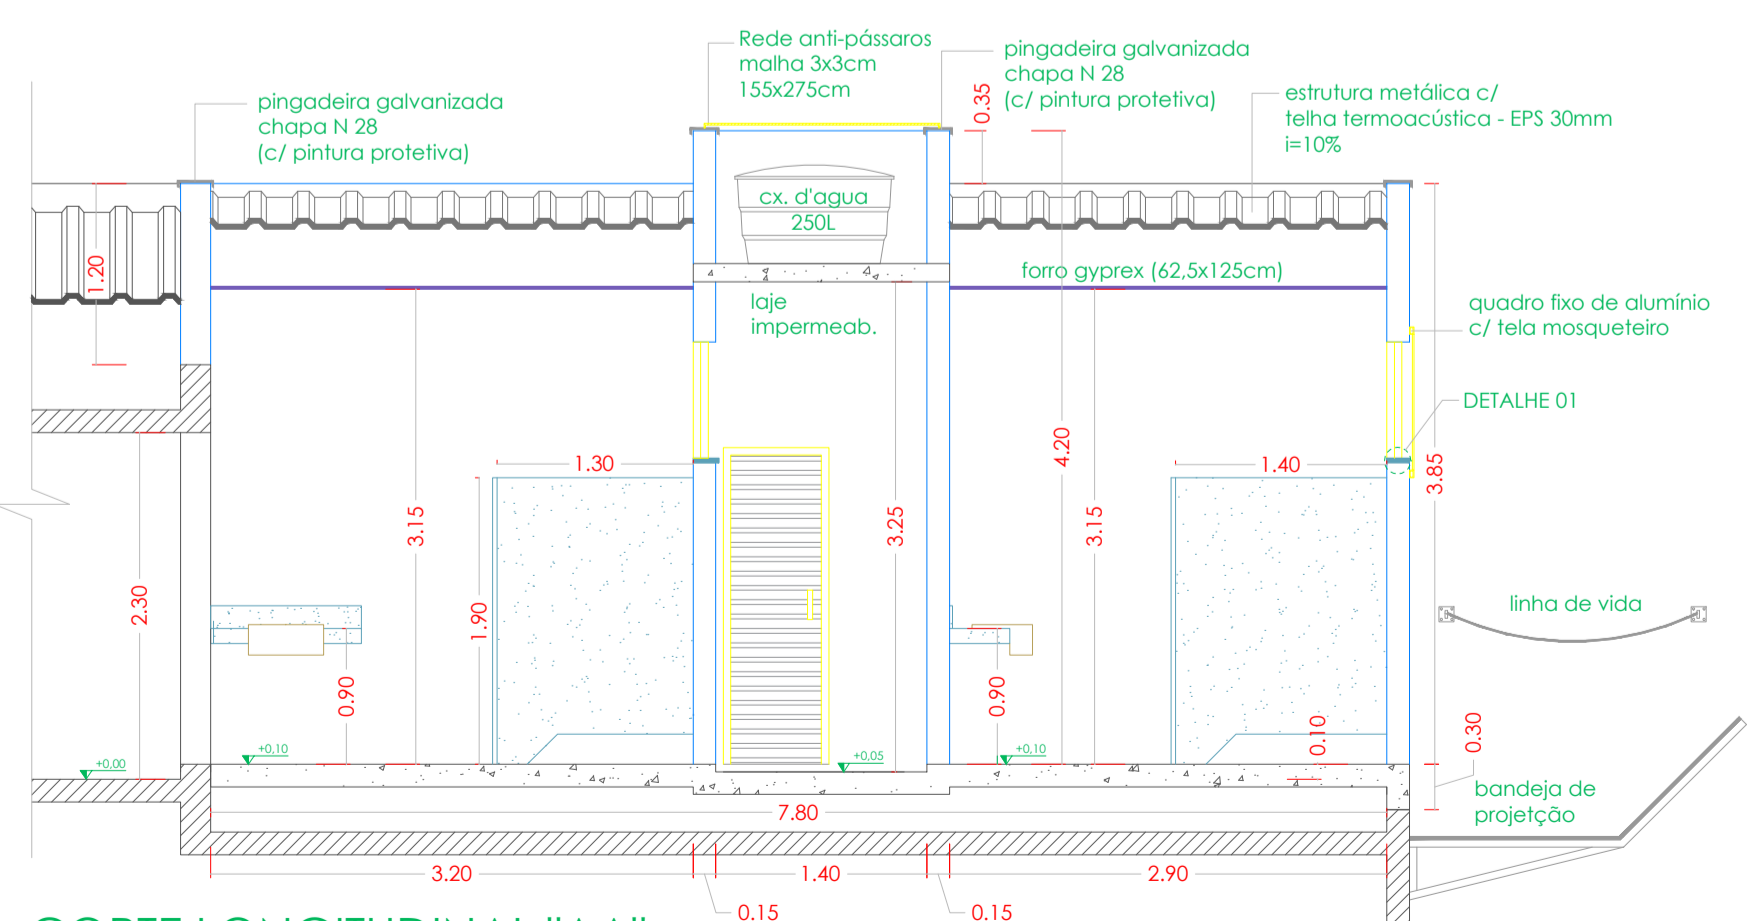 Rede anti-pássaros
malha 3x3cm
155x275cm
pingadeira galvanizada
chapa N 28
(c/ pintura protetiva)
0.35
estrutura metálica c/
telha termoacústica - EPS 30mm
i=10%
pingadeira galvanizada
chapa N 28
(c/ pintura protetiva)
cx. d'agua
250L
1.20
forro gyprex (62,5x125cm)
laje
impermeab.
quadro fixo de alumínio
c/ tela mosqueteiro
DETALHE 01
1.30
4.20
1.40
3.85
3.15
3.25
3.15
2.30
1.90
linha de vida
0.90
0.90
0.10
0.30
+0,00
+0,10
+0,05
+0,10
bandeja de
projetção
7.80
3.20
1.40
2.90
0.15
0.15
CORTE LONGITUDINAL "AA"